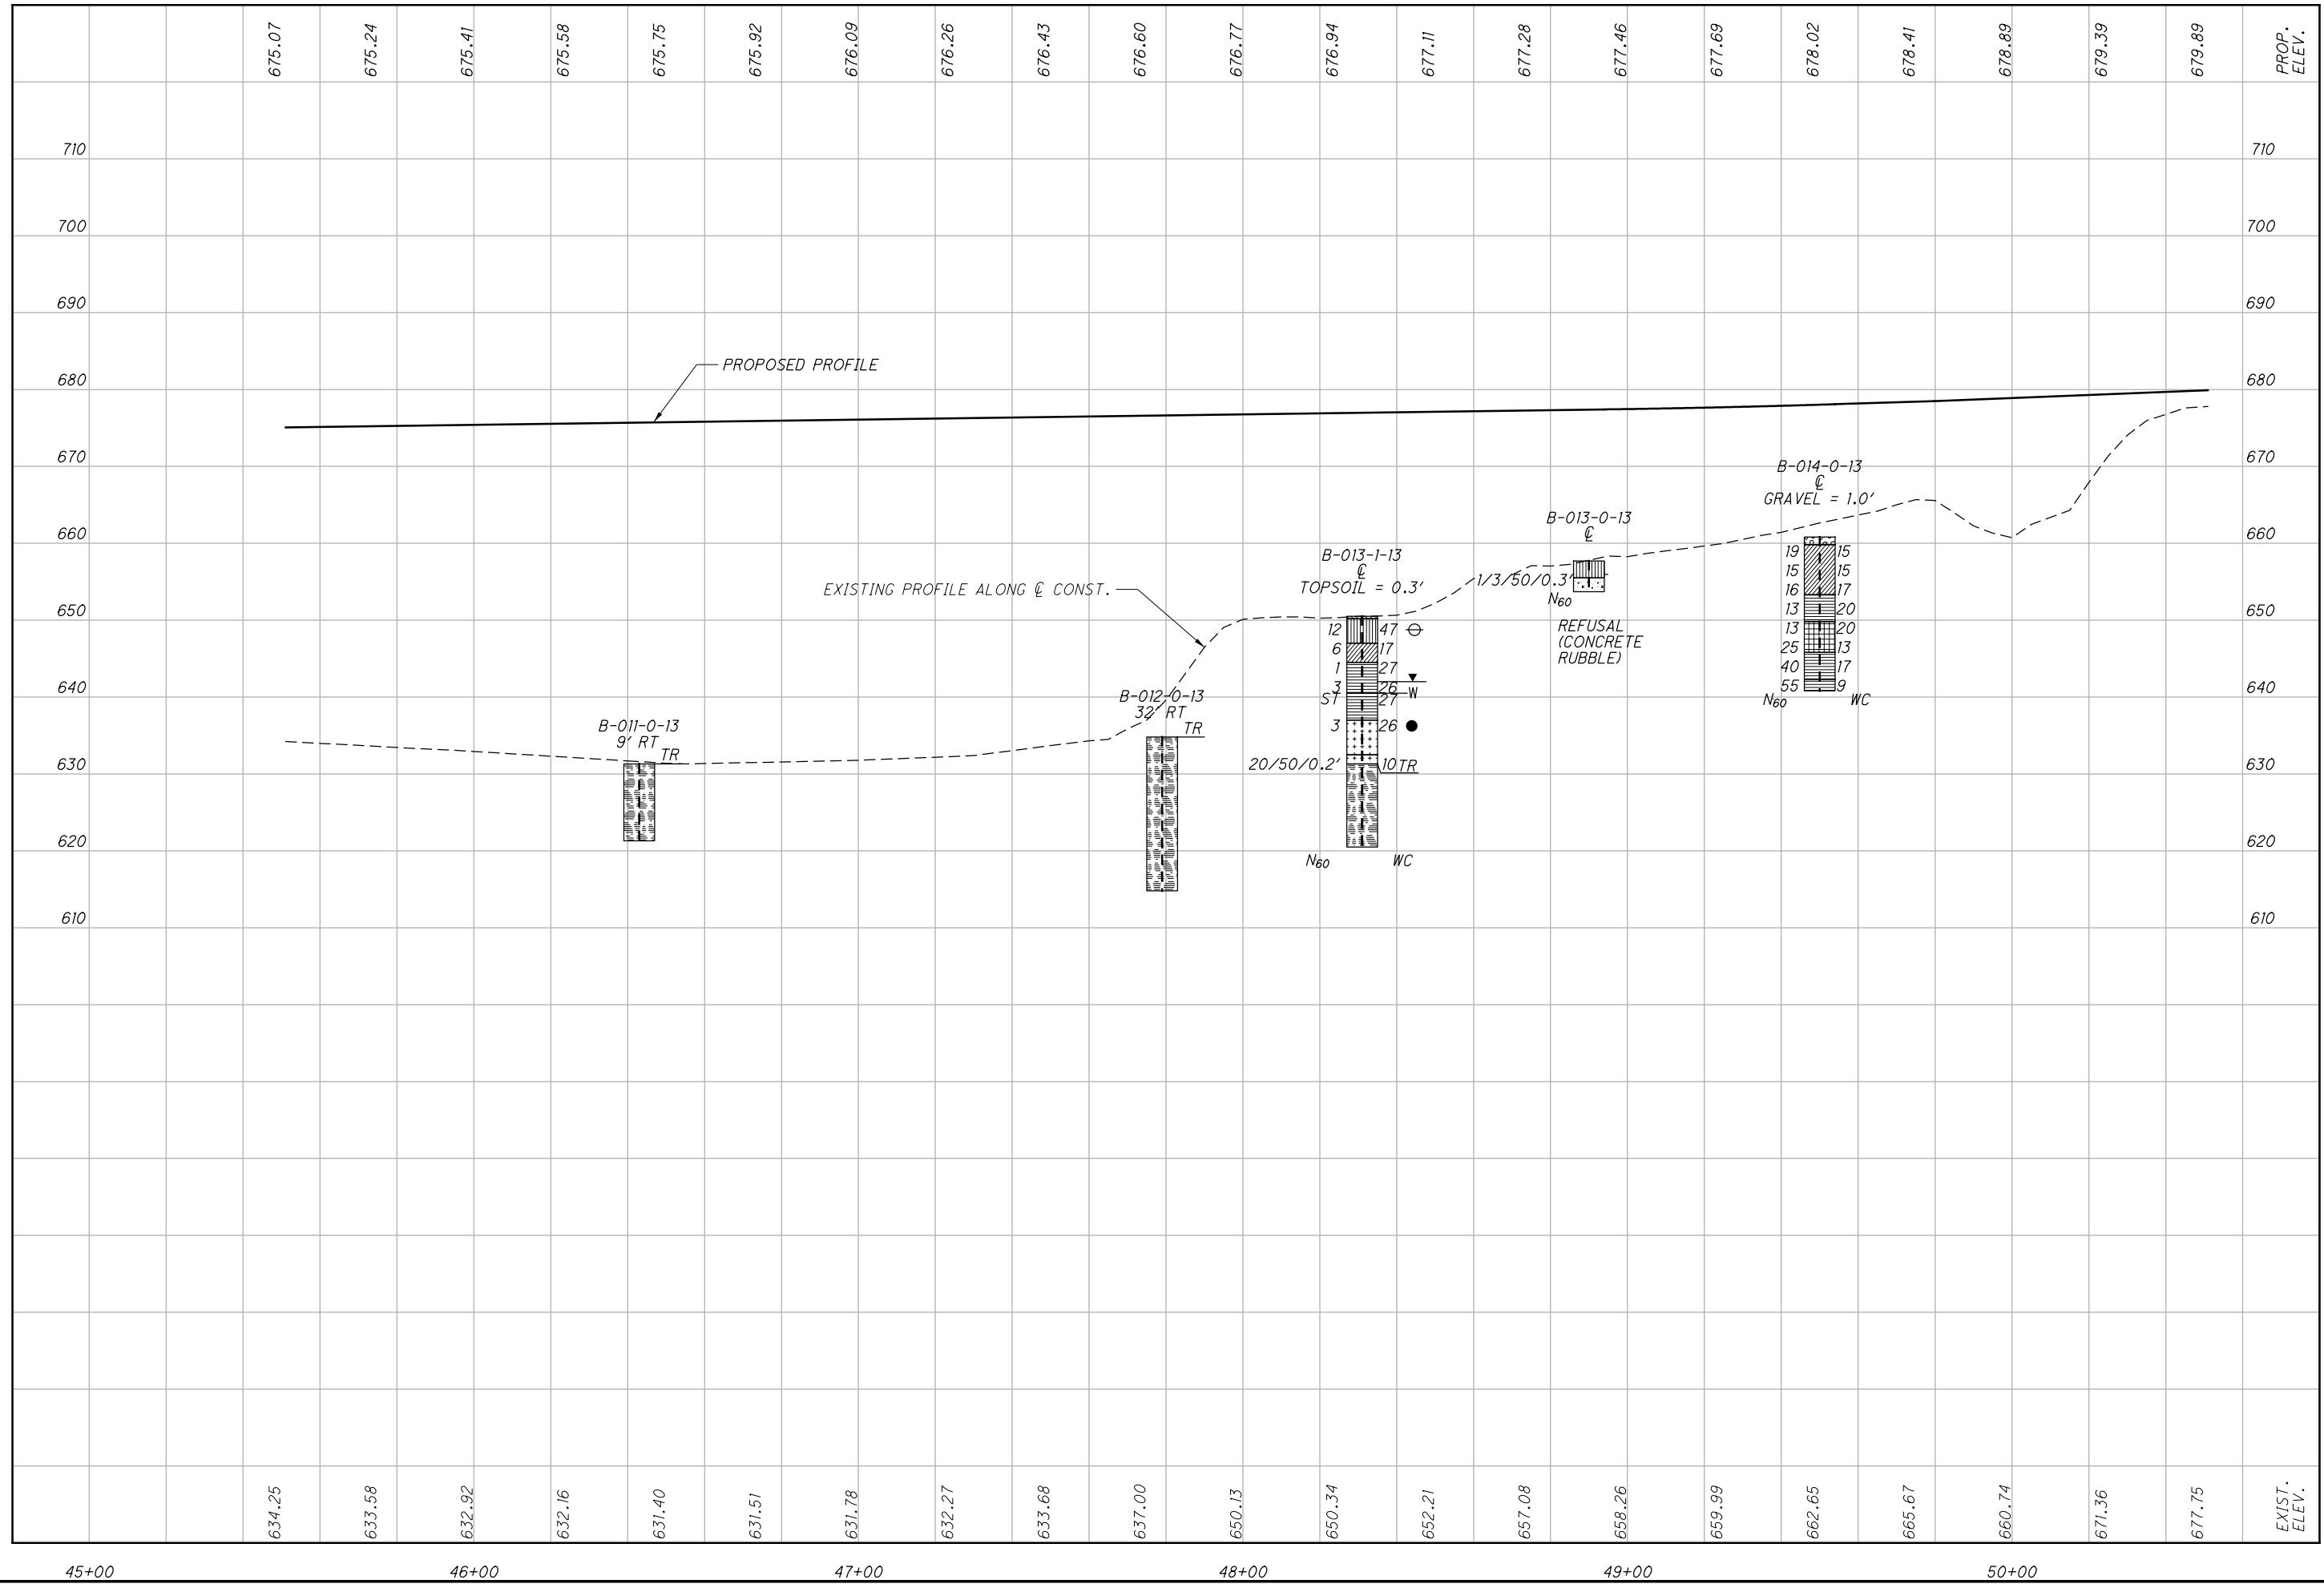 675.07 675.24 675.41 675.58 675.75 675.92 676.09 676.26 676.43 676.60 676.77 676.94 677.11 677.28 677.46 677.69 678.02 678.41 678.89 679.39 679.89 PROP. ELEV.
710 710
700 700
690 690
PROPOSED PROFILE
680 680
670 670
B-014-0-13
℄
GRAVEL = 1.0'
660 660
B-013-0-13
℄
1/3/50/0.3'
N60
REFUSAL
(CONCRETE
RUBBLE)
19 15
15 15
16 17
13 20
13 20
25 13
40 17
55 9
N60 WC
B-013-1-13
℄
TOPSOIL = 0.3'
EXISTING PROFILE ALONG ℄ CONST.
650 650
12 47
6 17
1 27
3 26
W
ST 27
3 26
20/50/0.2' 10 TR
N60 WC
640 640
B-012-0-13
32' RT
TR
B-011-0-13
9' RT
TR
630 630
620 620
610 610
634.25 633.58 632.92 632.16 631.40 631.51 631.78 632.27 633.68 637.00 650.13 650.34 652.21 657.08 658.26 659.99 662.65 665.67 660.74 671.36 677.75 EXIST. ELEV.
45+00 46+00 47+00 48+00 49+00 50+00